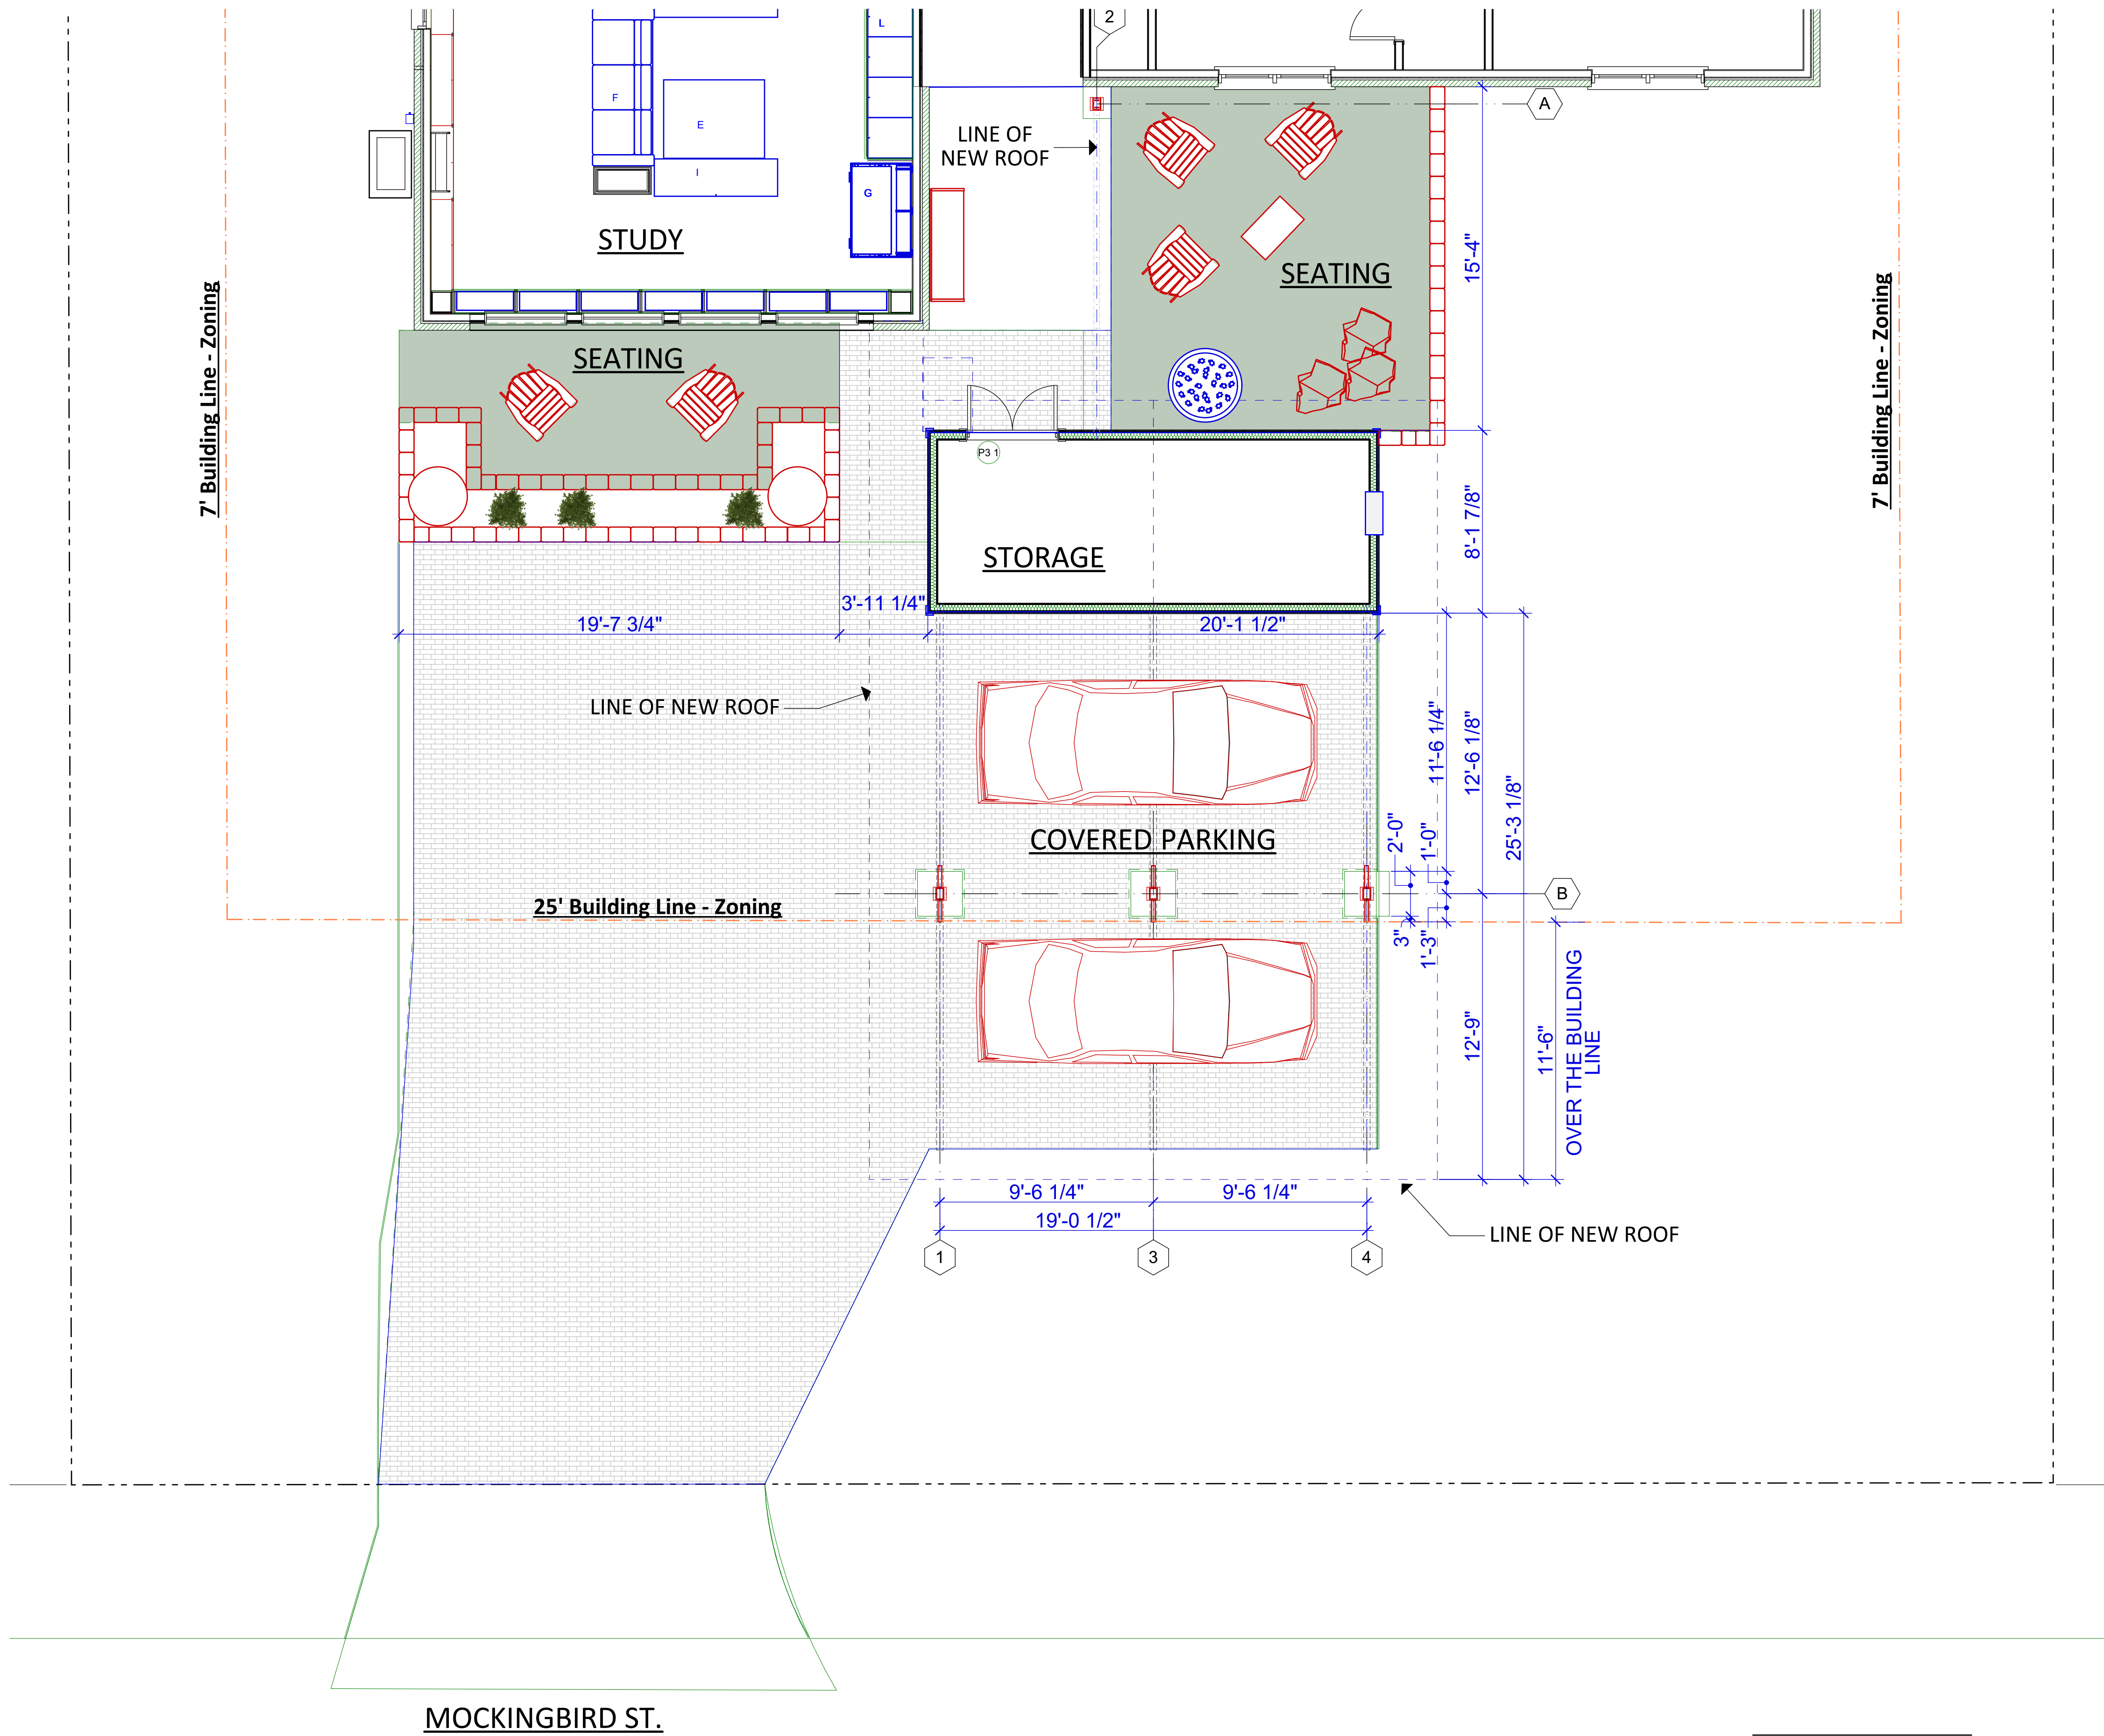 2
L
F
E
A
LINE OF
NEW ROOF
I
G
STUDY
SEATING
15'-4"
7' Building Line - Zoning
7' Building Line - Zoning
SEATING
P3 1
STORAGE
8'-1 7/8"
3'-11 1/4"
19'-7 3/4"
20'-1 1/2"
LINE OF NEW ROOF
11'-6 1/4"
12'-6 1/8"
25'-3 1/8"
COVERED PARKING
2'-0"
1'-0"
B
25' Building Line - Zoning
3"
1'-3"
12'-9"
11'-6"
OVER THE BUILDING
LINE
9'-6 1/4"
9'-6 1/4"
19'-0 1/2"
LINE OF NEW ROOF
1
3
4
MOCKINGBIRD ST.